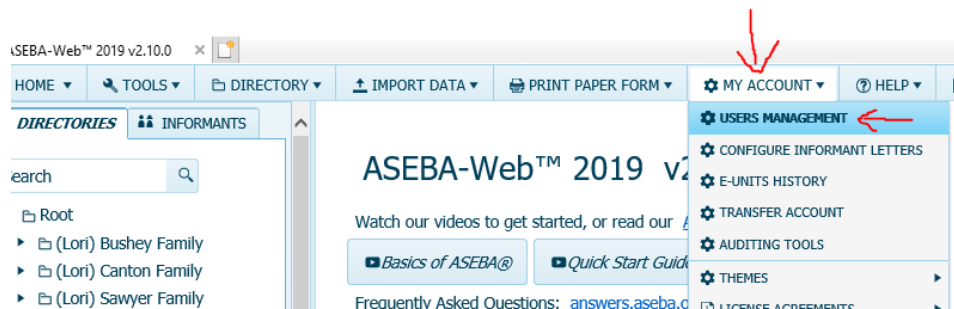 ASEBA-Web™ 2019 v2.10.0
HOME TOOLS DIRECTORY IMPORT DATA PRINT PAPER FORM MY ACCOUNT HELP
DIRECTORIES INFORMANTS
earch
Root
(Lori) Bushey Family
(Lori) Canton Family
(Lori) Sawyer Family
ASEBA-Web™ 2019 v2
Watch our videos to get started, or read our
Basics of ASEBA® Quick Start Guid
Frequently Asked Questions: answers.aseba.o
USERS MANAGEMENT
CONFIGURE INFORMANT LETTERS
E-UNITS HISTORY
TRANSFER ACCOUNT
AUDITING TOOLS
THEMES
LICENSE AGREEMENTS